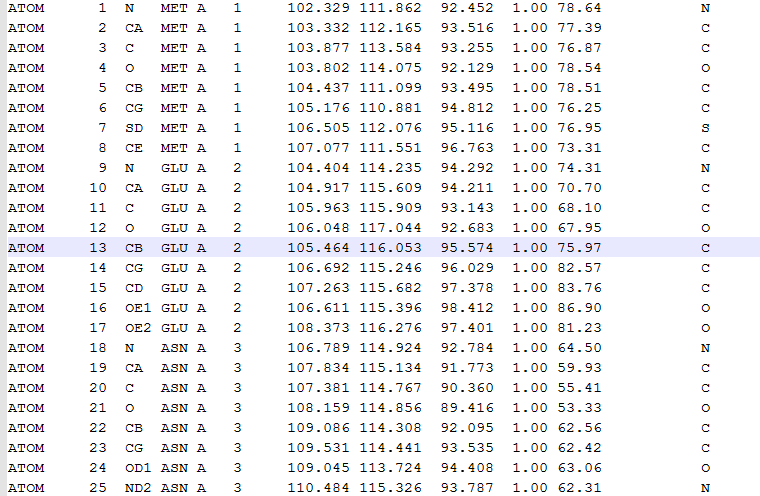 ATOM      1  N   MET A   1     102.329 111.862  92.452  1.00 78.64           N
ATOM      2  CA  MET A   1     103.332 112.165  93.516  1.00 77.39           C
ATOM      3  C   MET A   1     103.877 113.584  93.255  1.00 76.87           C
ATOM      4  O   MET A   1     103.802 114.075  92.129  1.00 78.54           O
ATOM      5  CB  MET A   1     104.437 111.099  93.495  1.00 78.51           C
ATOM      6  CG  MET A   1     105.176 110.881  94.812  1.00 76.25           C
ATOM      7  SD  MET A   1     106.505 112.076  95.116  1.00 76.95           S
ATOM      8  CE  MET A   1     107.077 111.551  96.763  1.00 73.31           C
ATOM      9  N   GLU A   2     104.404 114.235  94.292  1.00 74.31           N
ATOM     10  CA  GLU A   2     104.917 115.609  94.211  1.00 70.70           C
ATOM     11  C   GLU A   2     105.963 115.909  93.143  1.00 68.10           C
ATOM     12  O   GLU A   2     106.048 117.044  92.683  1.00 67.95           O
ATOM     13  CB  GLU A   2     105.464 116.053  95.574  1.00 75.97           C
ATOM     14  CG  GLU A   2     106.692 115.246  96.029  1.00 82.57           C
ATOM     15  CD  GLU A   2     107.263 115.682  97.378  1.00 83.76           C
ATOM     16  OE1 GLU A   2     106.611 115.396  98.412  1.00 86.90           O
ATOM     17  OE2 GLU A   2     108.373 116.276  97.401  1.00 81.23           O
ATOM     18  N   ASN A   3     106.789 114.924  92.784  1.00 64.50           N
ATOM     19  CA  ASN A   3     107.834 115.134  91.773  1.00 59.93           C
ATOM     20  C   ASN A   3     107.381 114.767  90.360  1.00 55.41           C
ATOM     21  O   ASN A   3     108.159 114.856  89.416  1.00 53.33           O
ATOM     22  CB  ASN A   3     109.086 114.308  92.095  1.00 62.56           C
ATOM     23  CG  ASN A   3     109.531 114.441  93.535  1.00 62.42           C
ATOM     24  OD1 ASN A   3     109.045 113.724  94.408  1.00 63.06           O
ATOM     25  ND2 ASN A   3     110.484 115.326  93.787  1.00 62.31           N